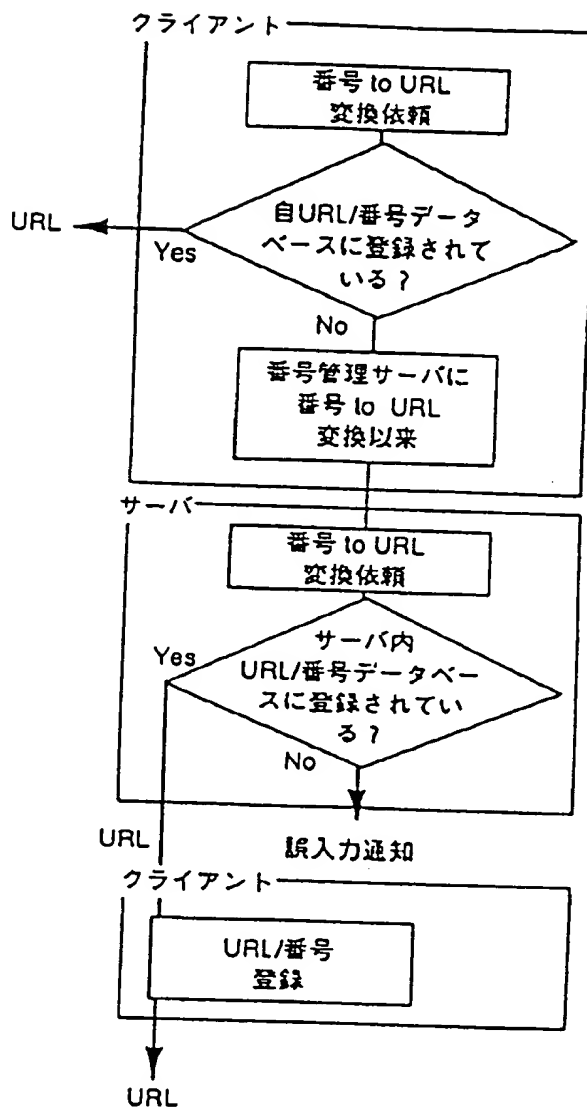 クライアント
番号 to URL
変換依頼
自URL/番号データ
ベースに登録されて
いる？
URL
Yes
No
番号管理サーバに
番号 to URL
変換以来
サーバ
番号 to URL
変換依頼
サーバ内
URL/番号データベー
スに登録されてい
る？
Yes
No
URL
誤入力通知
クライアント
URL/番号
登録
URL